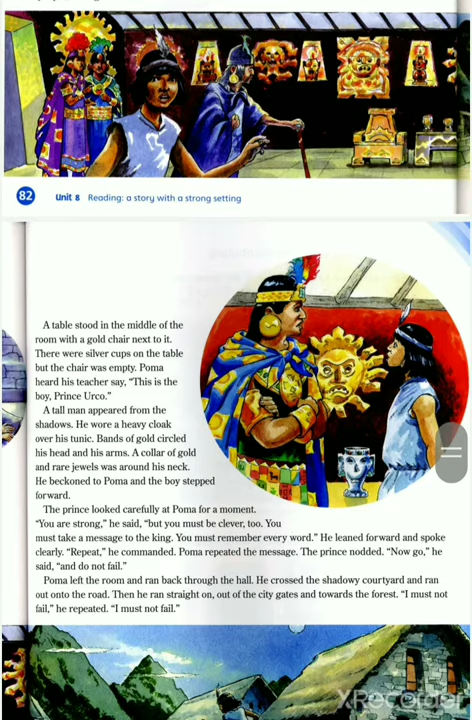 82 Unit 8 Reading: a story with a strong setting
A table stood in the middle of the
room with a gold chair next to it.
There were silver cups on the table
but the chair was empty. Poma
heard his teacher say, “This is the
boy, Prince Urco.”
A tall man appeared from the
shadows. He wore a heavy cloak
over his tunic. Bands of gold circled
his head and his arms. A collar of gold
and rare jewels was around his neck.
He beckoned to Poma and the boy stepped
forward.
The prince looked carefully at Poma for a moment.
“You are strong,” he said, “but you must be clever, too. You
must take a message to the king. You must remember every word.” He leaned forward and spoke
clearly. “Repeat,” he commanded. Poma repeated the message. The prince nodded. “Now go,” he
said, “and do not fail.”
Poma left the room and ran back through the hall. He crossed the shadowy courtyard and ran
out onto the road. Then he ran straight on, out of the city gates and towards the forest. “I must not
fail,” he repeated. “I must not fail.”
XRecorder